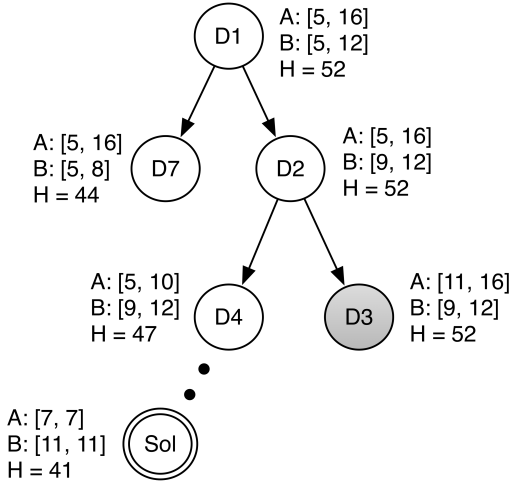 D1
A: [5, 16]
B: [5, 12]
H = 52
A: [5, 16]
B: [5, 8]
H = 44
D7
D2
A: [5, 16]
B: [9, 12]
H = 52
A: [5, 10]
B: [9, 12]
H = 47
D4
D3
A: [11, 16]
B: [9, 12]
H = 52
A: [7, 7]
B: [11, 11]
H = 41
Sol